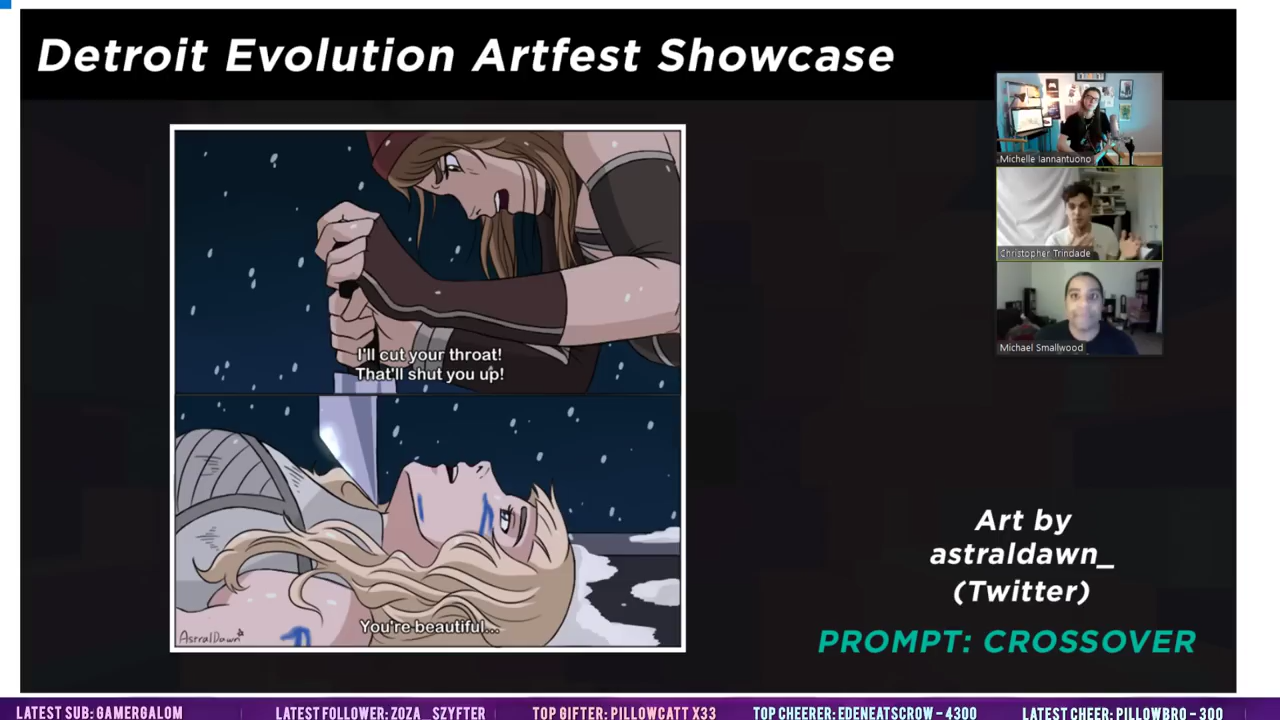 Detroit Evolution Artfest Showcase
Michelle Iannantuono
Christopher Trindade
Michael Smallwood
I'll cut your throat!
That'll shut you up!
You're beautiful...
AstralDawn
Art by
astraldawn_
(Twitter)
PROMPT: CROSSOVER
LATEST SUB: GAMERGALOM
LATEST FOLLOWER: ZOZA_SZYFTER
TOP GIFTER: PILLOWCATT X33
TOP CHEERER: EDENEATSCROW - 4300
LATEST CHEER: PILLOWBRO - 300